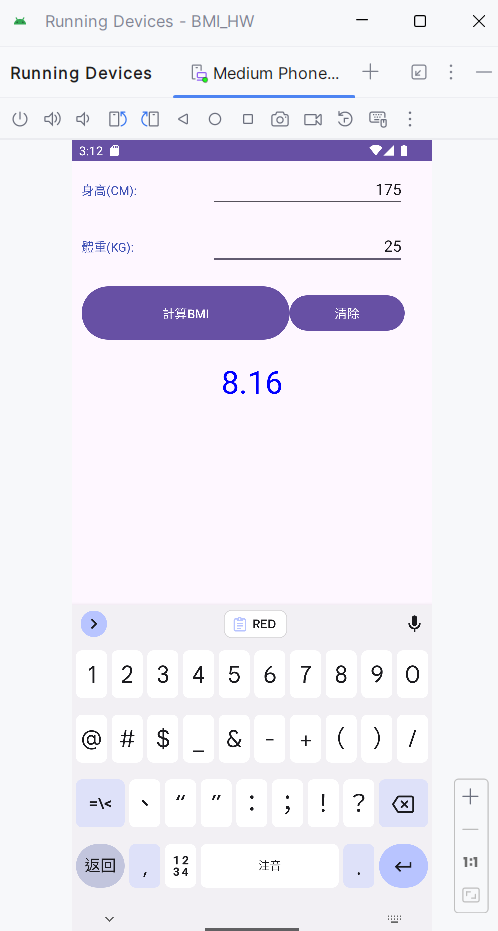 Running Devices - BMI_HW
Running Devices
Medium Phone...
3:12
身高(CM):
175
體重(KG):
25
計算BMI
清除
8.16
RED
1 2 3 4 5 6 7 8 9 0
@ # $ _ & - + ( ) /
=\< 、 “ ” : ; ! ?
返回 , 12 34 注音 .
1:1